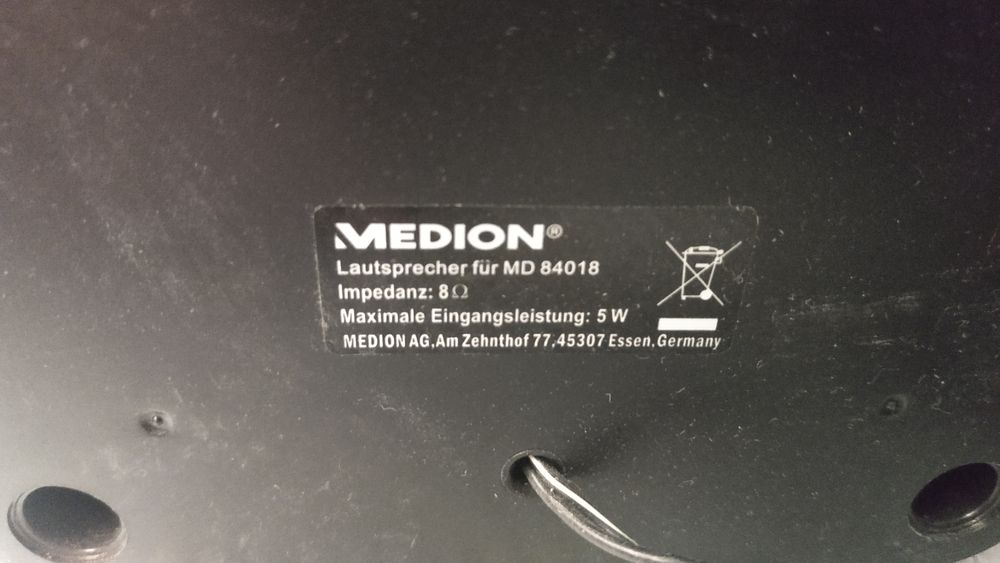 MEDION®
Lautsprecher für MD 84018
Impedanz: 8Ω
Maximale Eingangsleistung: 5 W
MEDION AG,Am Zehnthof 77,45307 Essen,Germany